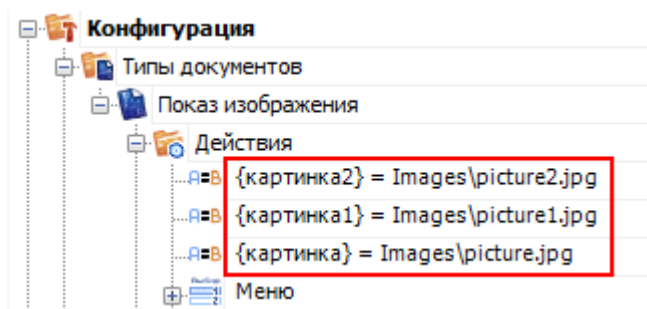 Конфигурация
Типы документов
Показ изображения
Действия
A=B {картинка2} = Images\picture2.jpg
A=B {картинка1} = Images\picture1.jpg
A=B {картинка} = Images\picture.jpg
Меню